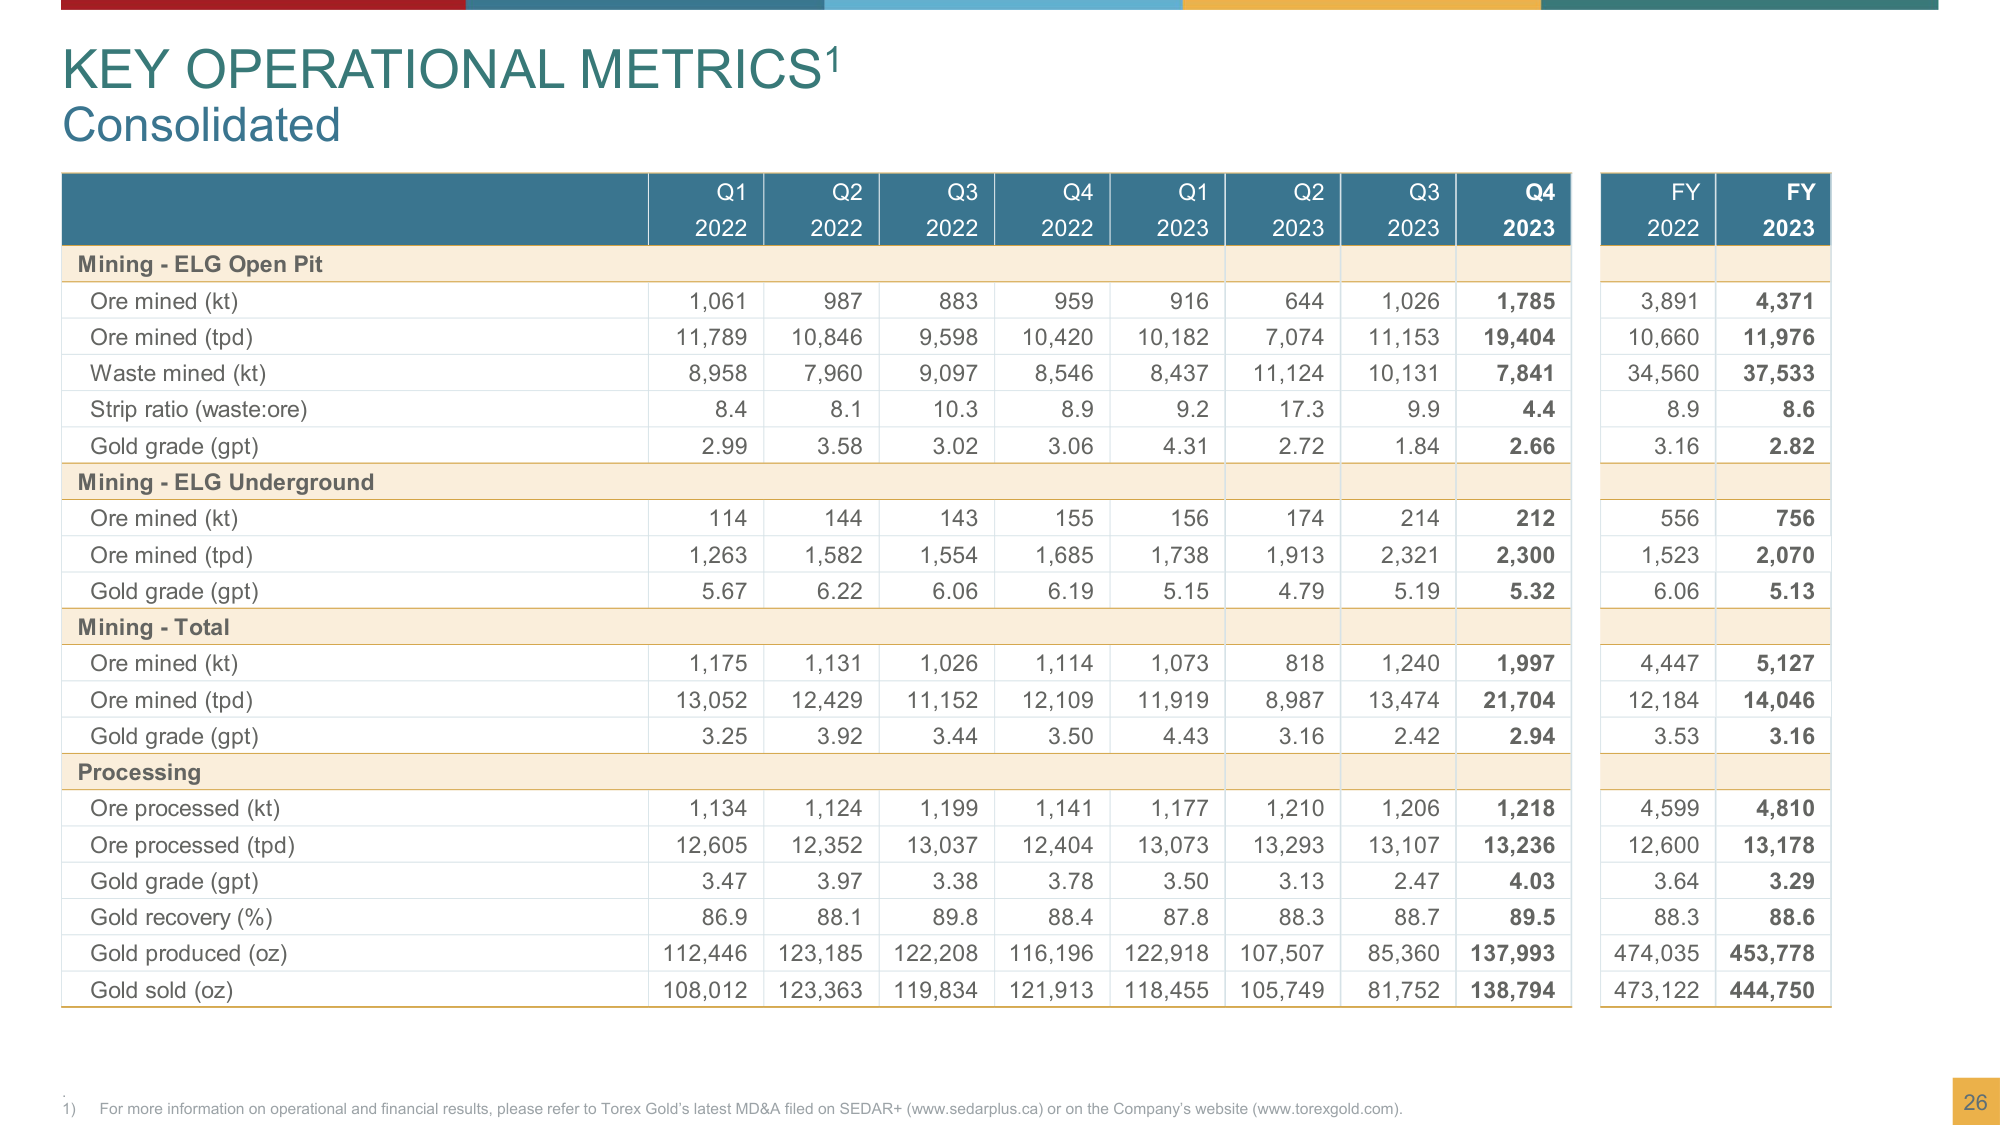 KEY OPERATIONAL METRICS1
Consolidated
Q1 Q2 Q3 Q4 Q1 Q2 Q3 Q4 FY FY
2022 2022 2022 2022 2023 2023 2023 2023 2022 2023
Mining - ELG Open Pit
Ore mined (kt) 1,061 987 883 959 916 644 1,026 1,785 3,891 4,371
Ore mined (tpd) 11,789 10,846 9,598 10,420 10,182 7,074 11,153 19,404 10,660 11,976
Waste mined (kt) 8,958 7,960 9,097 8,546 8,437 11,124 10,131 7,841 34,560 37,533
Strip ratio (waste:ore) 8.4 8.1 10.3 8.9 9.2 17.3 9.9 4.4 8.9 8.6
Gold grade (gpt) 2.99 3.58 3.02 3.06 4.31 2.72 1.84 2.66 3.16 2.82
Mining - ELG Underground
Ore mined (kt) 114 144 143 155 156 174 214 212 556 756
Ore mined (tpd) 1,263 1,582 1,554 1,685 1,738 1,913 2,321 2,300 1,523 2,070
Gold grade (gpt) 5.67 6.22 6.06 6.19 5.15 4.79 5.19 5.32 6.06 5.13
Mining - Total
Ore mined (kt) 1,175 1,131 1,026 1,114 1,073 818 1,240 1,997 4,447 5,127
Ore mined (tpd) 13,052 12,429 11,152 12,109 11,919 8,987 13,474 21,704 12,184 14,046
Gold grade (gpt) 3.25 3.92 3.44 3.50 4.43 3.16 2.42 2.94 3.53 3.16
Processing
Ore processed (kt) 1,134 1,124 1,199 1,141 1,177 1,210 1,206 1,218 4,599 4,810
Ore processed (tpd) 12,605 12,352 13,037 12,404 13,073 13,293 13,107 13,236 12,600 13,178
Gold grade (gpt) 3.47 3.97 3.38 3.78 3.50 3.13 2.47 4.03 3.64 3.29
Gold recovery (%) 86.9 88.1 89.8 88.4 87.8 88.3 88.7 89.5 88.3 88.6
Gold produced (oz) 112,446 123,185 122,208 116,196 122,918 107,507 85,360 137,993 474,035 453,778
Gold sold (oz) 108,012 123,363 119,834 121,913 118,455 105,749 81,752 138,794 473,122 444,750
.
1) For more information on operational and financial results, please refer to Torex Gold's latest MD&A filed on SEDAR+ (www.sedarplus.ca) or on the Company's website (www.torexgold.com).
26